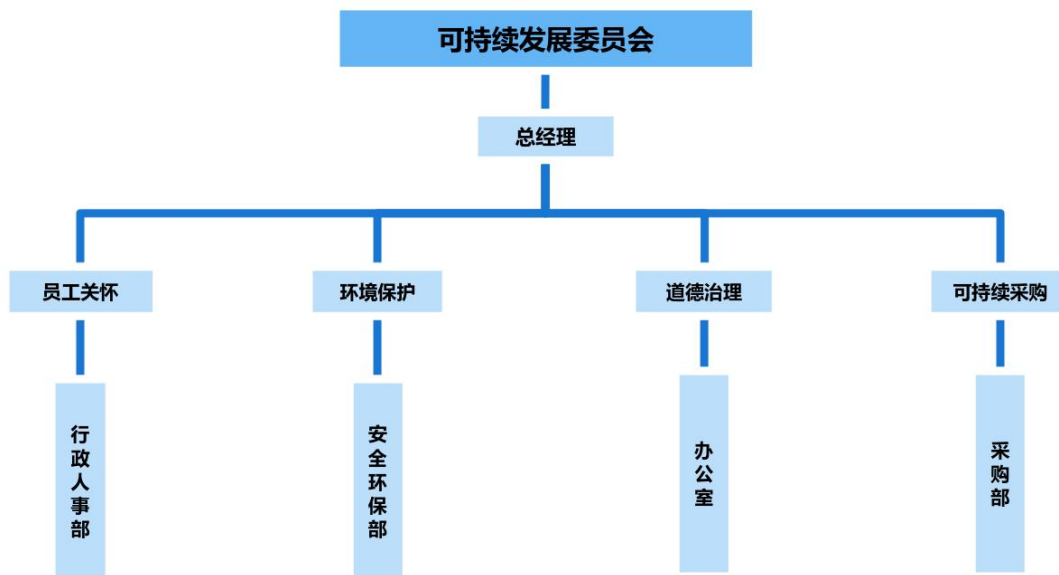 可持续发展委员会
总经理
员工关怀
环境保护
道德治理
可持续采购
行政人事部
安全环保部
办公室
采购部